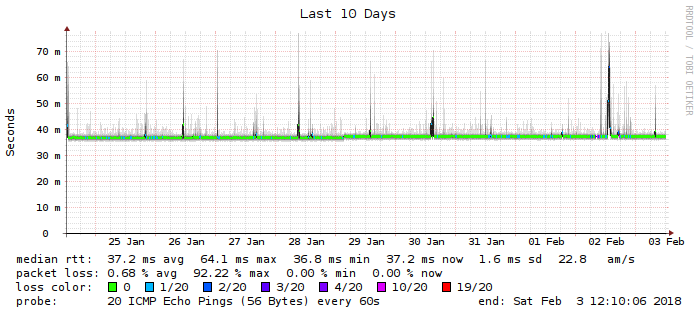 Last 10 Days
RRDTOOL / TOBI OETIKER
Seconds
70 m
60 m
50 m
40 m
30 m
20 m
10 m
0
25 Jan 26 Jan 27 Jan 28 Jan 29 Jan 30 Jan 31 Jan 01 Feb 02 Feb 03 Feb
median rtt: 37.2 ms avg 64.1 ms max 36.8 ms min 37.2 ms now 1.6 ms sd 22.8 am/s
packet loss: 0.68 % avg 92.22 % max 0.00 % min 0.00 % now
loss color: 0 1/20 2/20 3/20 4/20 10/20 19/20
probe: 20 ICMP Echo Pings (56 Bytes) every 60s end: Sat Feb 3 12:10:06 2018